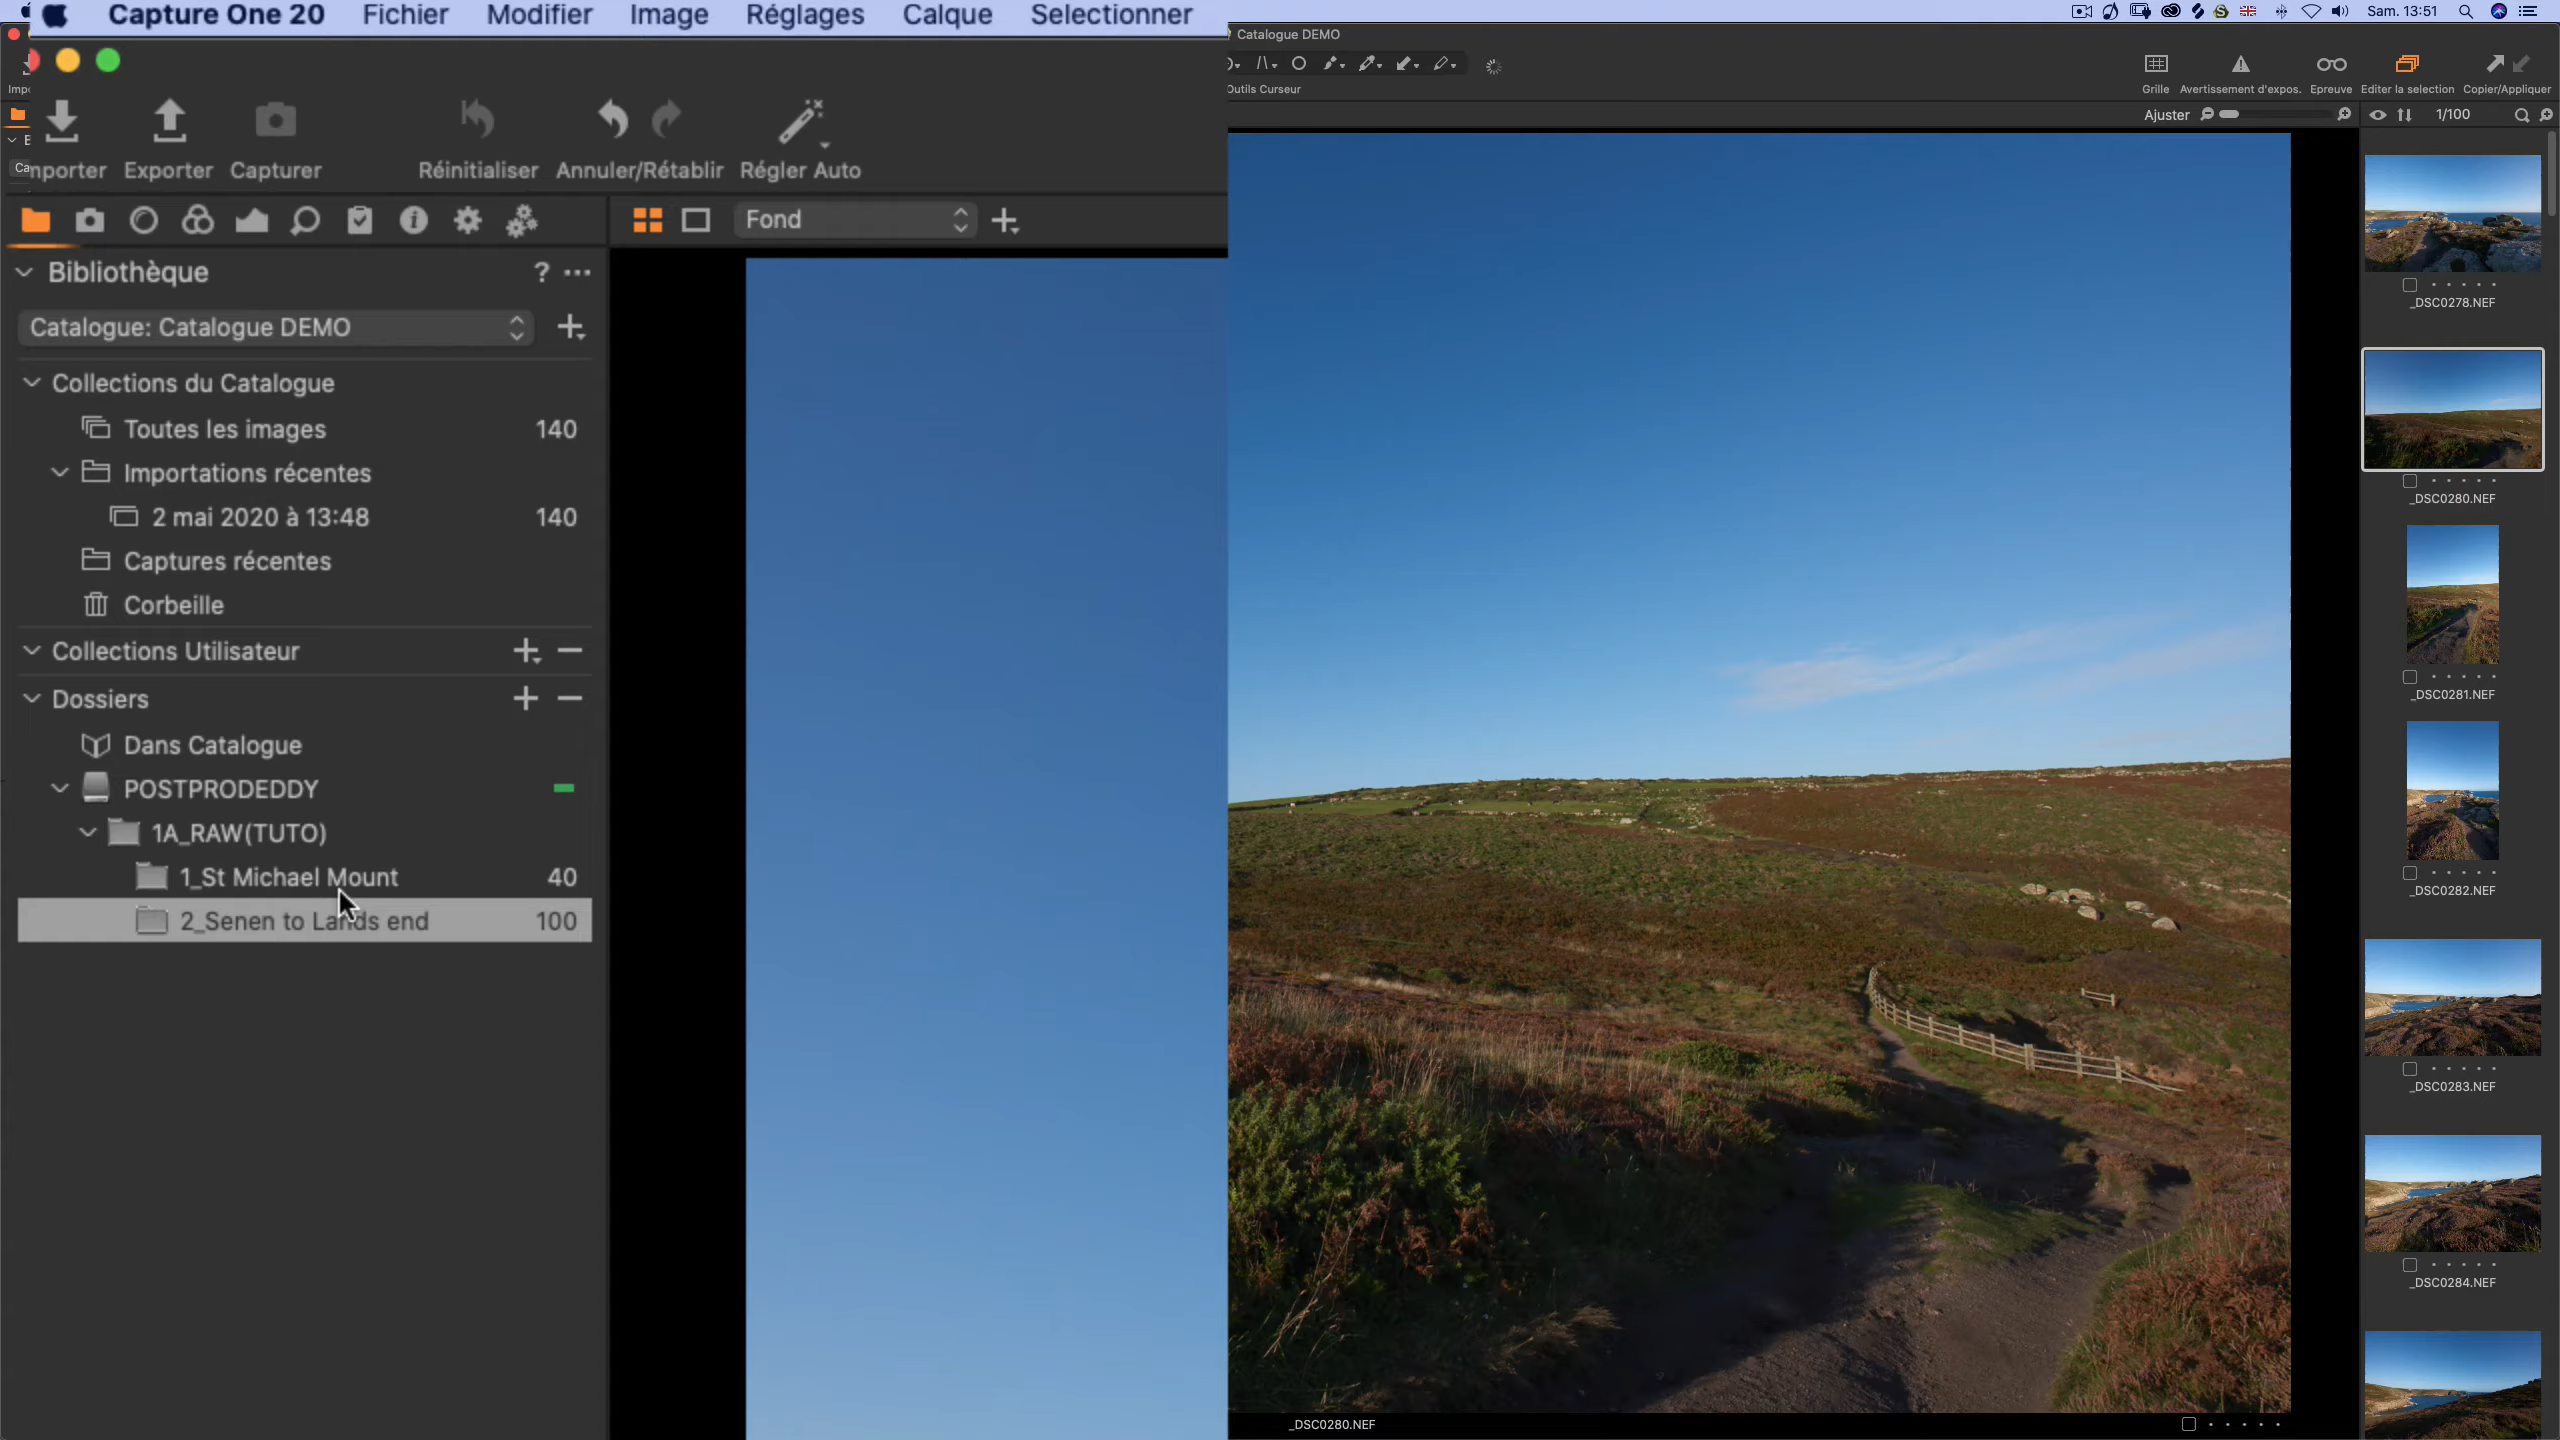 Capture One 20 Fichier Modifier Image Réglages Calque Selectionner
Sam. 13:51
Catalogue DEMO
Importer Exporter Capturer Réinitialiser Annuler/Rétablir Régler Auto
Outils Curseur
Grille Avertissement d'expos. Epreuve Editer la selection Copier/Appliquer
Fond
Ajuster
1/100
Bibliothèque ?
Catalogue: Catalogue DEMO
Collections du Catalogue
Toutes les images 140
Importations récentes
2 mai 2020 à 13:48 140
Captures récentes
Corbeille
Collections Utilisateur
Dossiers
Dans Catalogue
POSTPRODEDDY
1A_RAW(TUTO)
1_St Michael Mount 40
2_Senen to Lands end 100
_DSC0278.NEF
_DSC0280.NEF
_DSC0281.NEF
_DSC0282.NEF
_DSC0283.NEF
_DSC0284.NEF
_DSC0280.NEF